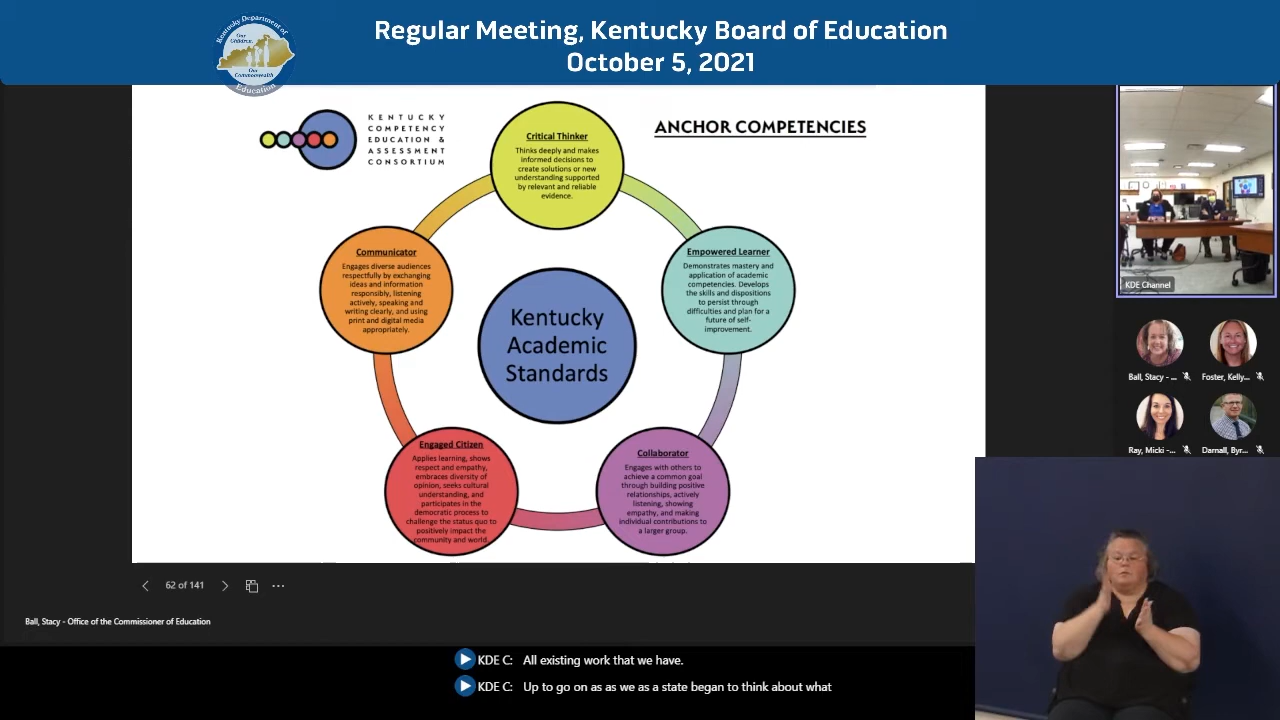 Regular Meeting, Kentucky Board of Education
October 5, 2021
Kentucky Department of
Our
Children,
Our
Commonwealth
Education
KENTUCKY
COMPETENCY
EDUCATION &
ASSESSMENT
CONSORTIUM
ANCHOR COMPETENCIES
Critical Thinker
Thinks deeply and makes
informed decisions to
create solutions or new
understanding supported
by relevant and reliable
evidence.
Communicator
Engages diverse audiences
respectfully by exchanging
ideas and information
responsibly, listening
actively, speaking and
writing clearly, and using
print and digital media
appropriately.
Empowered Learner
Demonstrates mastery and
application of academic
competencies. Develops
the skills and dispositions
to persist through
difficulties and plan for a
future of self-
improvement.
Kentucky
Academic
Standards
Engaged Citizen
Applies learning, shows
respect and empathy,
embraces diversity of
opinion, seeks cultural
understanding, and
participates in the
democratic process to
challenge the status quo to
positively impact the
community and world.
Collaborator
Engages with others to
achieve a common goal
through building positive
relationships, actively
listening, showing
empathy, and making
individual contributions to
a larger group.
KDE Channel
Ball, Stacy - ...
Foster, Kelly...
Ray, Micki -...
Darnall, Byr...
62 of 141
Ball, Stacy - Office of the Commissioner of Education
KDE C: All existing work that we have.
KDE C: Up to go on as as we as a state began to think about what